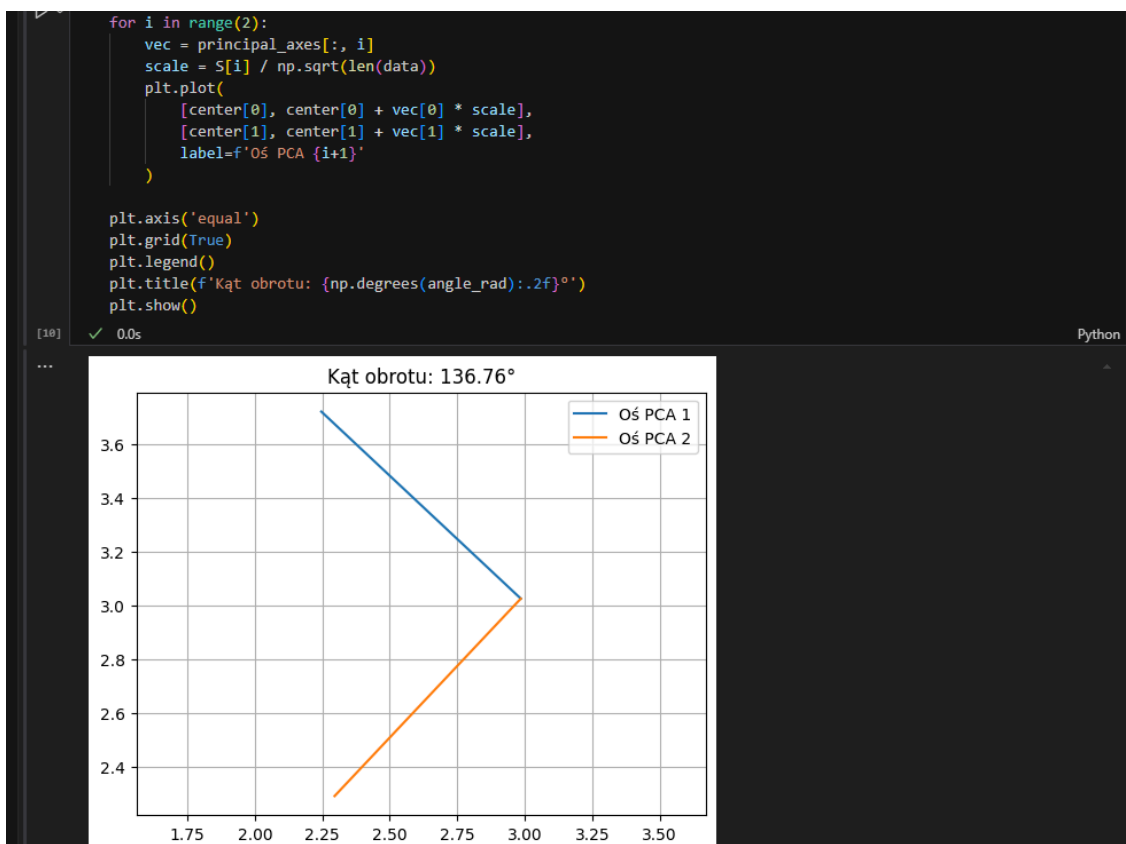 for i in range(2):
    vec = principal_axes[:, i]
    scale = S[i] / np.sqrt(len(data))
    plt.plot(
        [center[0], center[0] + vec[0] * scale],
        [center[1], center[1] + vec[1] * scale],
        label=f'Oś PCA {i+1}'
    )

plt.axis('equal')
plt.grid(True)
plt.legend()
plt.title(f'Kąt obrotu: {np.degrees(angle_rad):.2f}°')
plt.show()
[10] ✓ 0.0s Python
...
Kąt obrotu: 136.76°
Oś PCA 1
Oś PCA 2
3.6
3.4
3.2
3.0
2.8
2.6
2.4
1.75 2.00 2.25 2.50 2.75 3.00 3.25 3.50